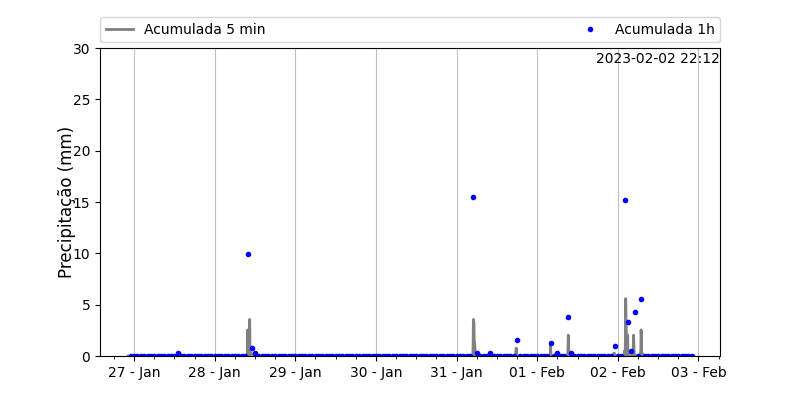 Acumulada 5 min
Acumulada 1h
2023-02-02 22:12
Precipitação (mm)
30
25
20
15
10
5
0
27 - Jan
28 - Jan
29 - Jan
30 - Jan
31 - Jan
01 - Feb
02 - Feb
03 - Feb